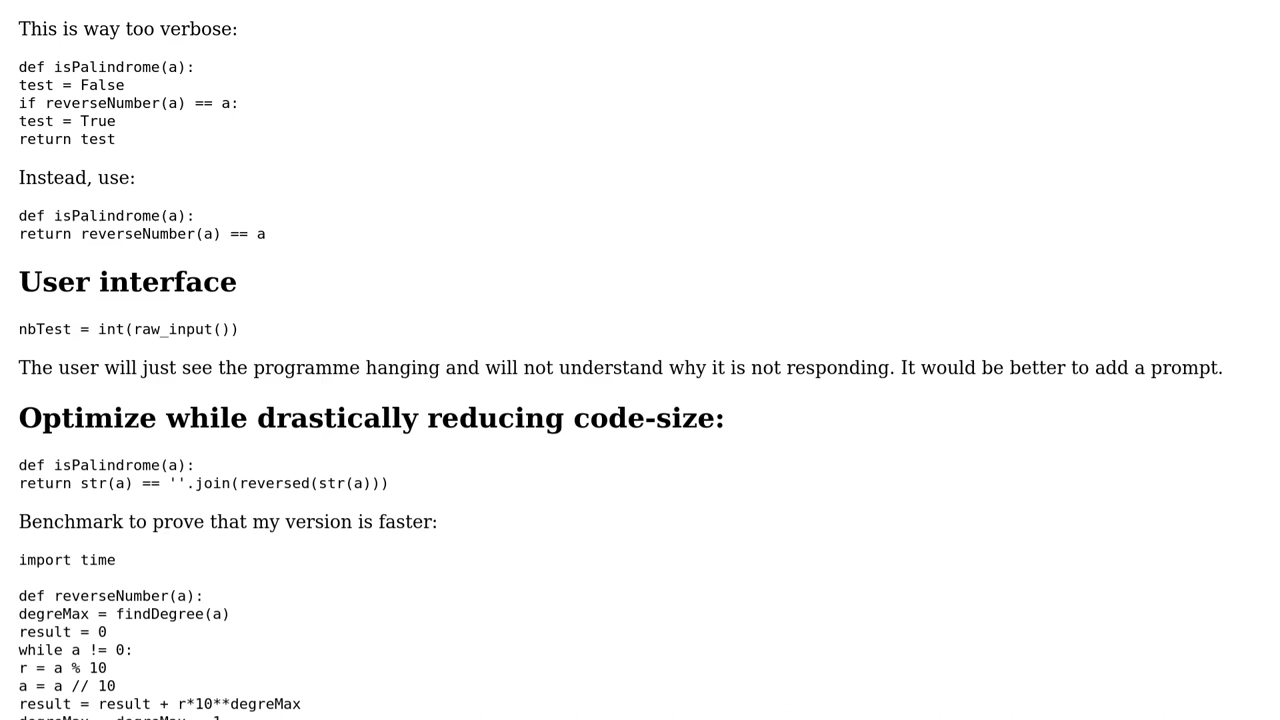 This is way too verbose:
def isPalindrome(a):
test = False
if reverseNumber(a) == a:
test = True
return test
Instead, use:
def isPalindrome(a):
return reverseNumber(a) == a
User interface
nbTest = int(raw_input())
The user will just see the programme hanging and will not understand why it is not responding. It would be better to add a prompt.
Optimize while drastically reducing code-size:
def isPalindrome(a):
return str(a) == ''.join(reversed(str(a)))
Benchmark to prove that my version is faster:
import time
def reverseNumber(a):
degreMax = findDegree(a)
result = 0
while a != 0:
r = a % 10
a = a // 10
result = result + r*10**degreMax